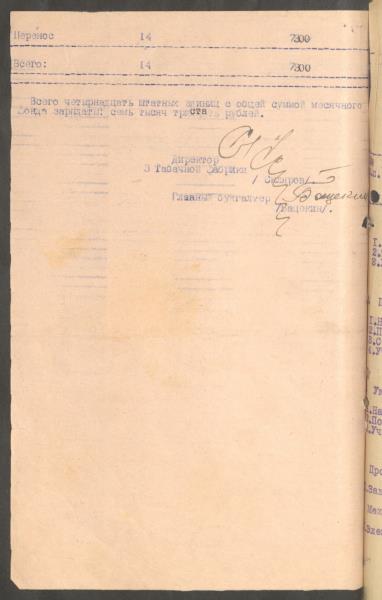 Перенос 14 7300
Всего: 14 7300
Всего четырнадцать штатных единиц с общей суммой месячного
фонда зарплаты: семь тысяч триста рублей.
Директор
3 Табачной Фабрики
Главный бухгалтер
/Бацекин/.